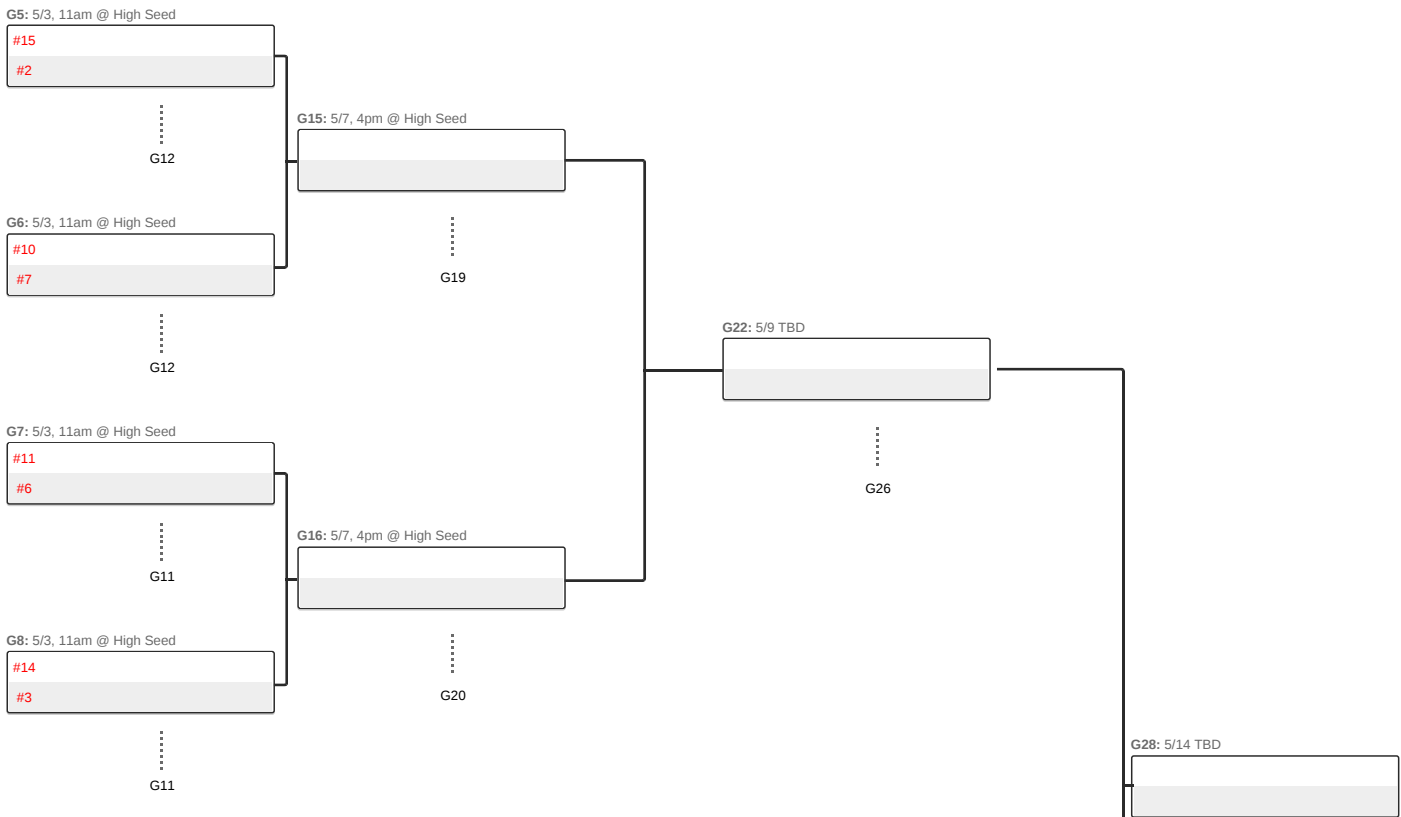 G5: 5/3, 11am @ High Seed
#15
#2
G12
G15: 5/7, 4pm @ High Seed
G6: 5/3, 11am @ High Seed
#10
#7
G19
G12
G22: 5/9 TBD
G7: 5/3, 11am @ High Seed
#11
#6
G26
G11
G16: 5/7, 4pm @ High Seed
G8: 5/3, 11am @ High Seed
#14
#3
G20
G11
G28: 5/14 TBD